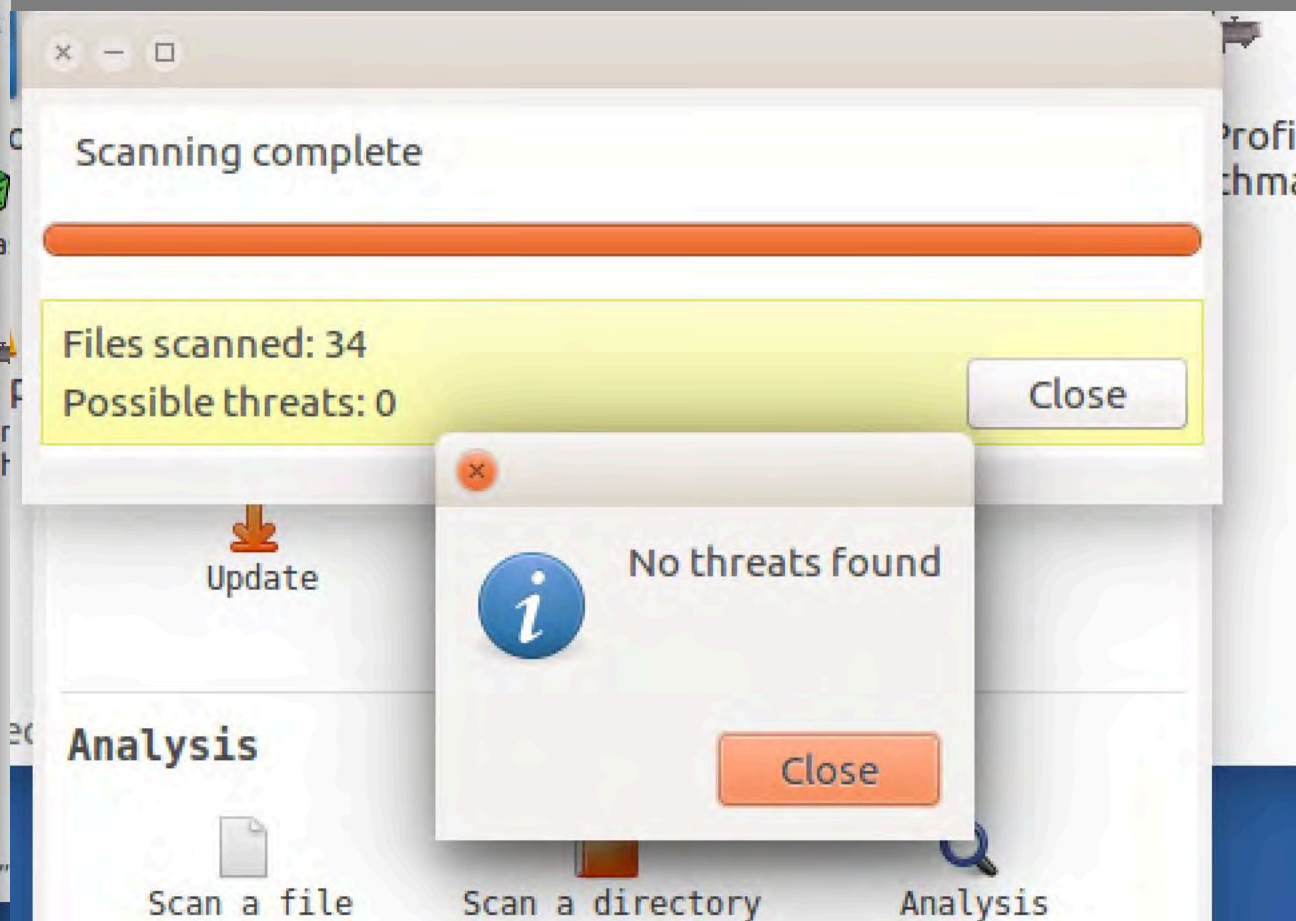 Scanning complete
Files scanned: 34
Possible threats: 0
Close
No threats found
Close
Update
Analysis
Scan a file
Scan a directory
Analysis